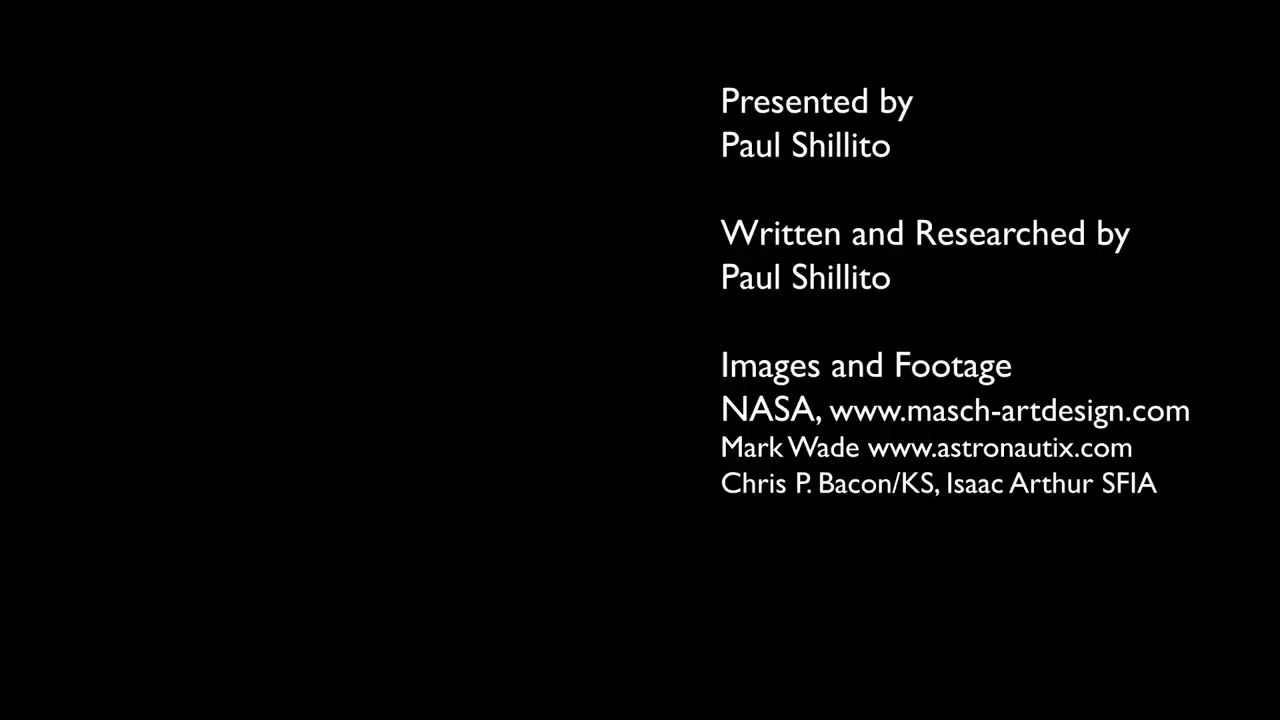 Presented by
Paul Shillito
Written and Researched by
Paul Shillito
Images and Footage
NASA, www.masch-artdesign.com
Mark Wade www.astronautix.com
Chris P. Bacon/KS, Isaac Arthur SFIA